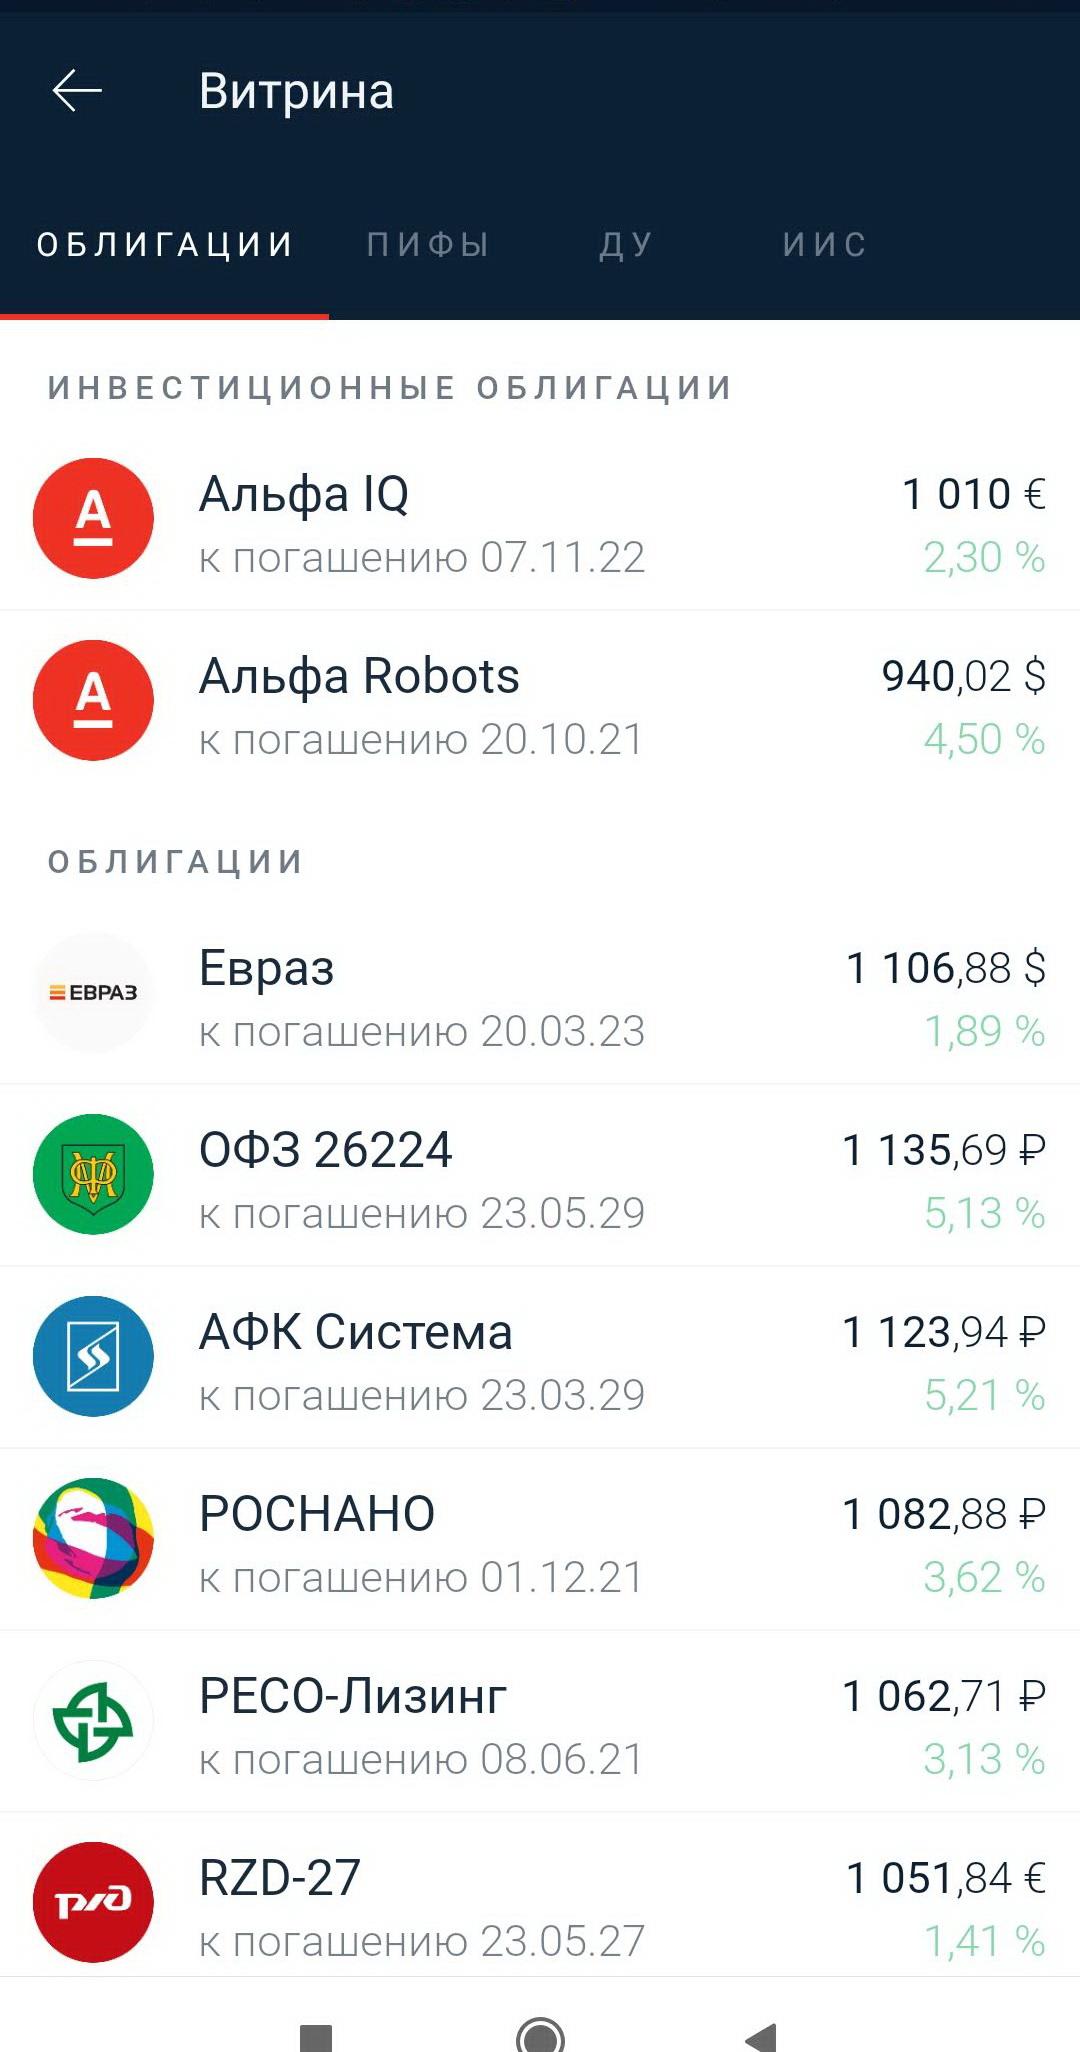 Витрина
ОБЛИГАЦИИ ПИФЫ ДУ ИИС
ИНВЕСТИЦИОННЫЕ ОБЛИГАЦИИ
А
Альфа IQ 1 010 €
к погашению 07.11.22 2,30 %
А
Альфа Robots 940,02 $
к погашению 20.10.21 4,50 %
ОБЛИГАЦИИ
ЕВРАЗ
Евраз 1 106,88 $
к погашению 20.03.23 1,89 %
ОФЗ 26224 1 135,69 ₽
к погашению 23.05.29 5,13 %
АФК Система 1 123,94 ₽
к погашению 23.03.29 5,21 %
РОСНАНО 1 082,88 ₽
к погашению 01.12.21 3,62 %
РЕСО-Лизинг 1 062,71 ₽
к погашению 08.06.21 3,13 %
ржд
RZD-27 1 051,84 €
к погашению 23.05.27 1,41 %